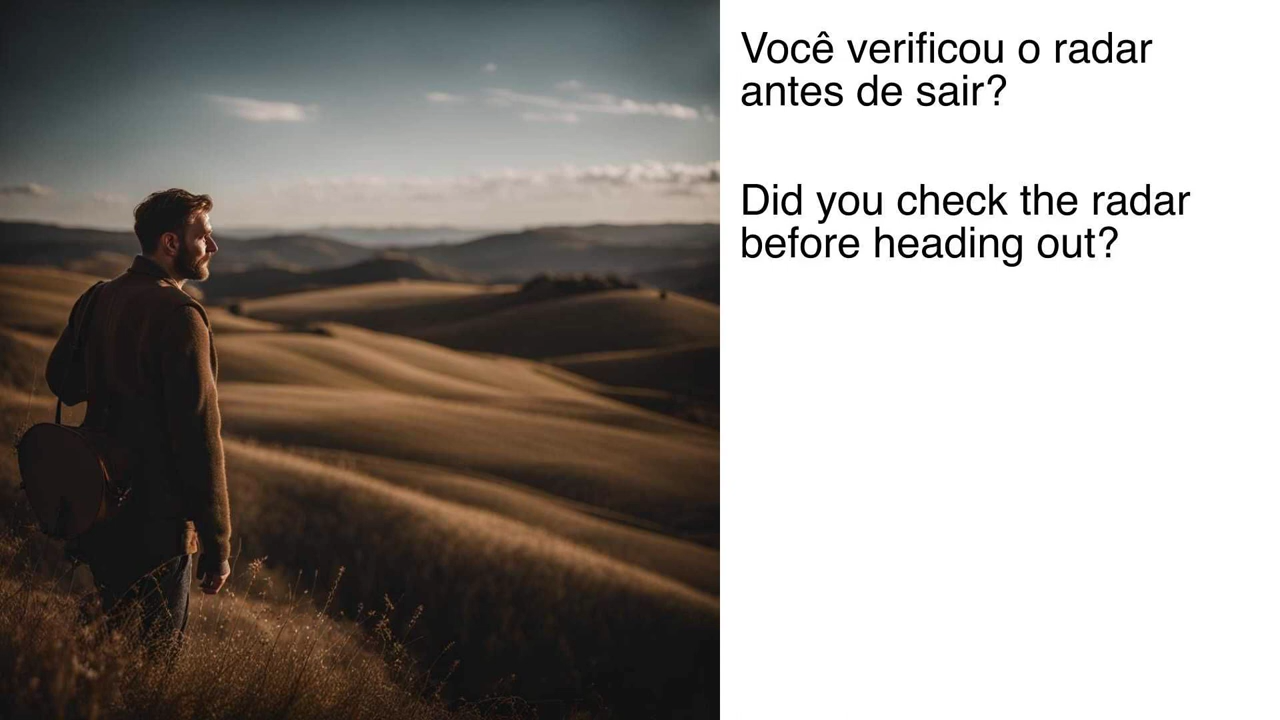 Você verificou o radar
antes de sair?
Did you check the radar
before heading out?